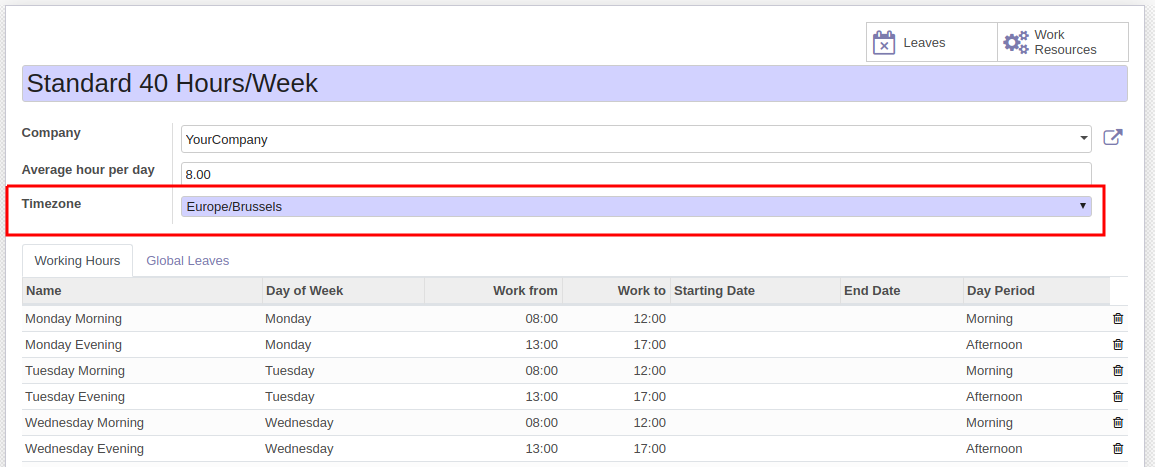 Leaves
Work
Resources
Standard 40 Hours/Week
Company YourCompany
Average hour per day 8.00
Timezone Europe/Brussels
Working Hours Global Leaves
Name Day of Week Work from Work to Starting Date End Date Day Period
Monday Morning Monday 08:00 12:00 Morning
Monday Evening Monday 13:00 17:00 Afternoon
Tuesday Morning Tuesday 08:00 12:00 Morning
Tuesday Evening Tuesday 13:00 17:00 Afternoon
Wednesday Morning Wednesday 08:00 12:00 Morning
Wednesday Evening Wednesday 13:00 17:00 Afternoon